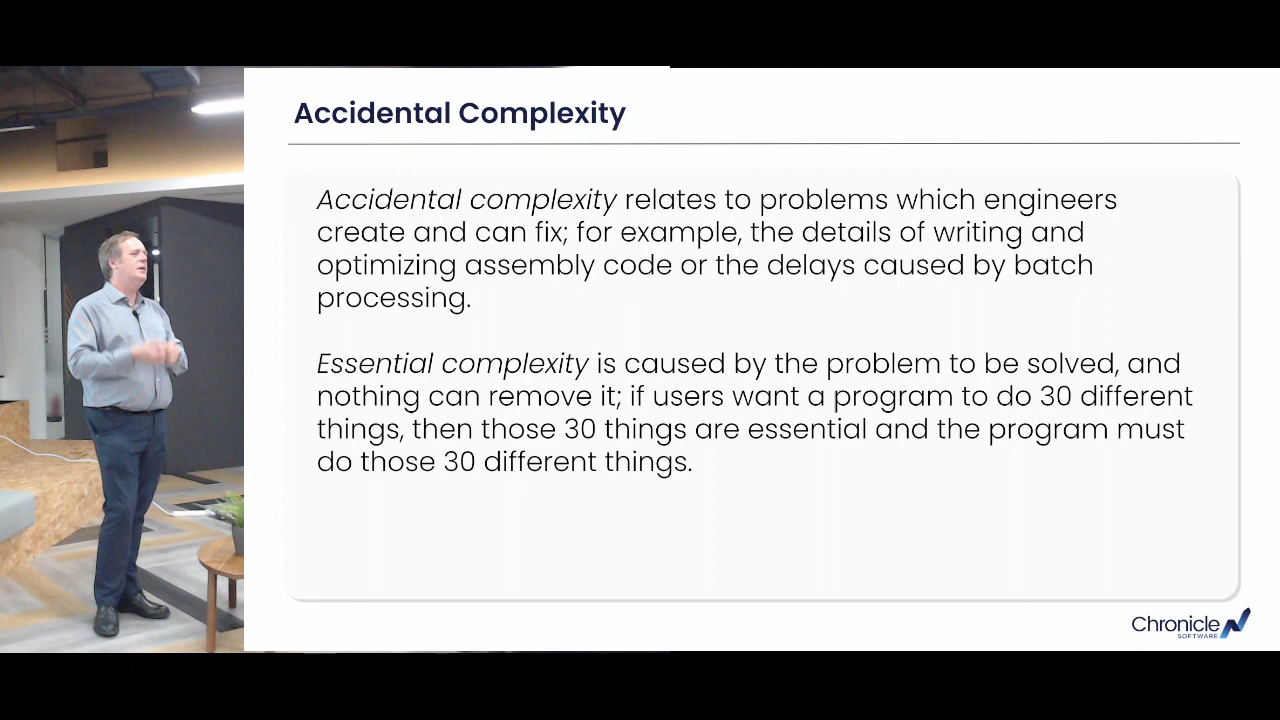 Accidental Complexity
Accidental complexity relates to problems which engineers
create and can fix; for example, the details of writing and
optimizing assembly code or the delays caused by batch
processing.
Essential complexity is caused by the problem to be solved, and
nothing can remove it; if users want a program to do 30 different
things, then those 30 things are essential and the program must
do those 30 different things.
Chronicle
SOFTWARE